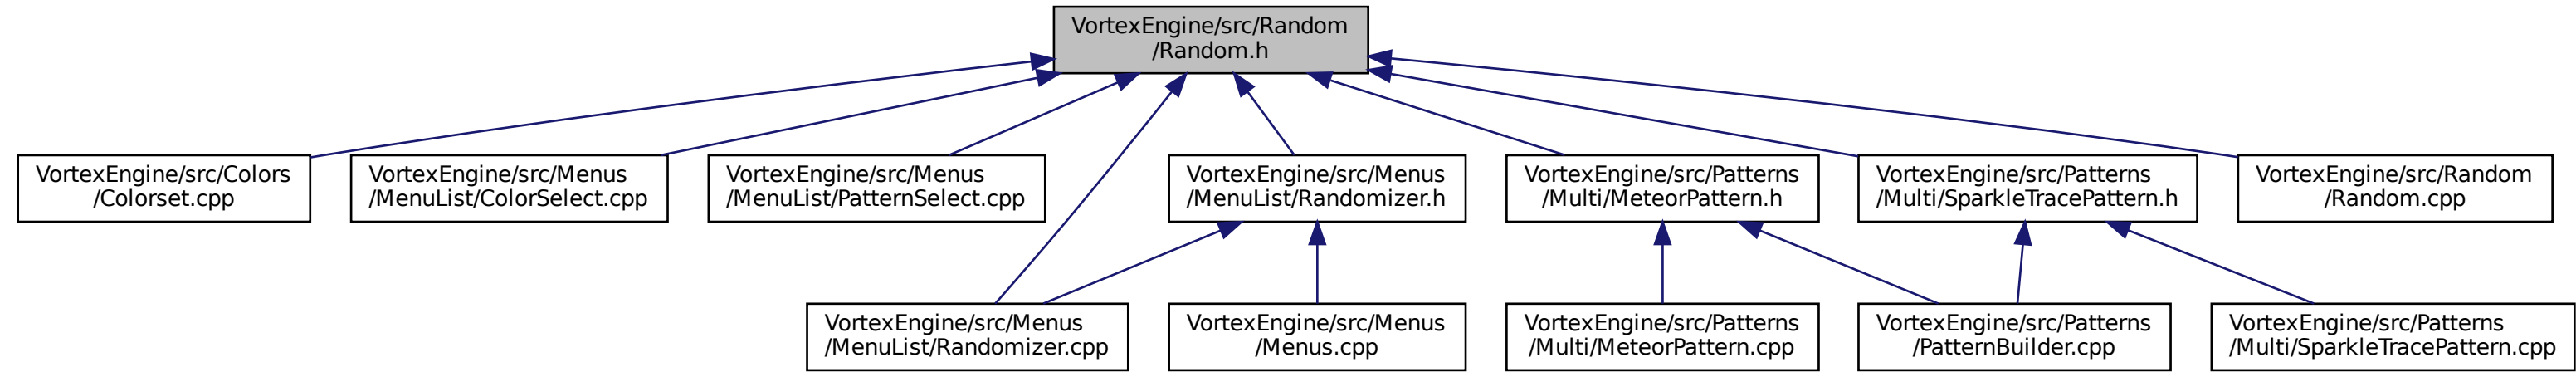 VortexEngine/src/Random
/Random.h
VortexEngine/src/Colors
/Colorset.cpp
VortexEngine/src/Menus
/MenuList/ColorSelect.cpp
VortexEngine/src/Menus
/MenuList/PatternSelect.cpp
VortexEngine/src/Menus
/MenuList/Randomizer.h
VortexEngine/src/Patterns
/Multi/MeteorPattern.h
VortexEngine/src/Patterns
/Multi/SparkleTracePattern.h
VortexEngine/src/Random
/Random.cpp
VortexEngine/src/Menus
/MenuList/Randomizer.cpp
VortexEngine/src/Menus
/Menus.cpp
VortexEngine/src/Patterns
/Multi/MeteorPattern.cpp
VortexEngine/src/Patterns
/PatternBuilder.cpp
VortexEngine/src/Patterns
/Multi/SparkleTracePattern.cpp